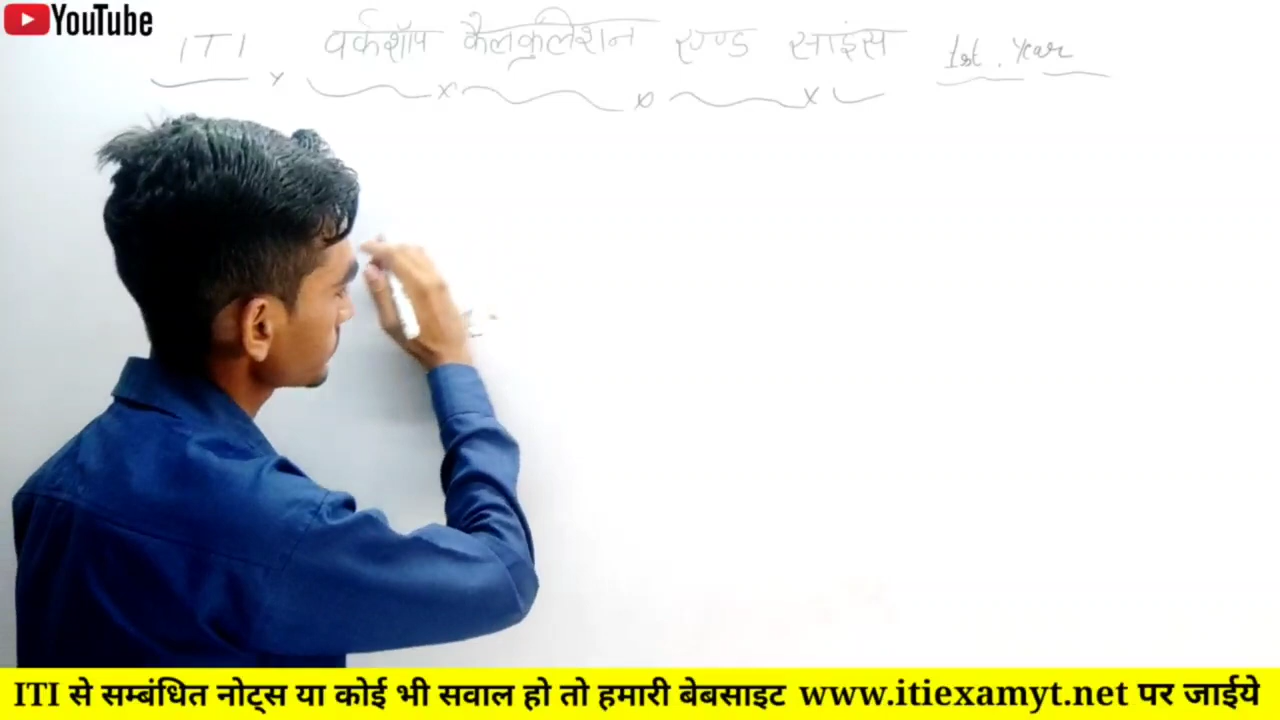 YouTube
ITI वर्कशॉप कैलकुलेशन एण्ड साइंस 1st. Year
ITI से सम्बंधित नोट्स या कोई भी सवाल हो तो हमारी बेबसाइट www.itiexamyt.net पर जाईये